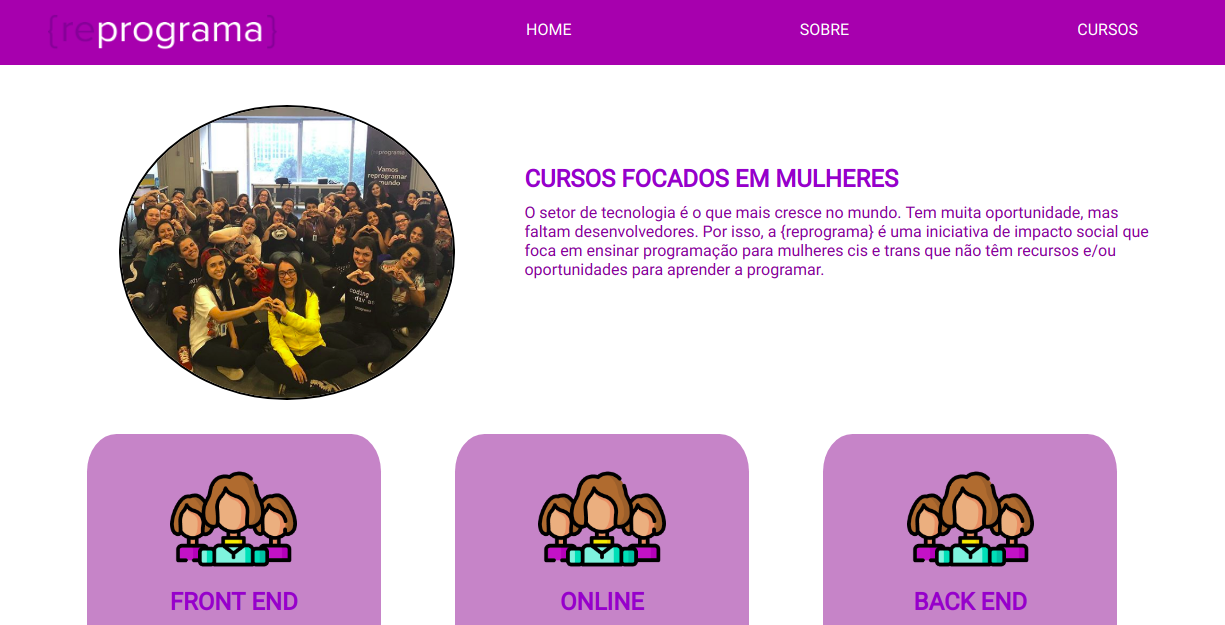 {reprograma}
HOME
SOBRE
CURSOS
reprograma
Vamos
reprogramar
mundo
coding
CURSOS FOCADOS EM MULHERES
O setor de tecnologia é o que mais cresce no mundo. Tem muita oportunidade, mas
faltam desenvolvedores. Por isso, a {reprograma} é uma iniciativa de impacto social que
foca em ensinar programação para mulheres cis e trans que não têm recursos e/ou
oportunidades para aprender a programar.
FRONT END
ONLINE
BACK END